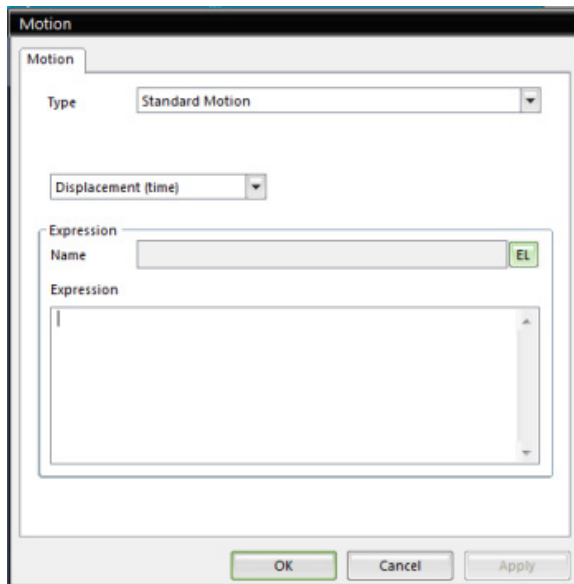 Motion
Motion
Type
Standard Motion
Displacement (time)
Expression
Name
EL
Expression
OK
Cancel
Apply